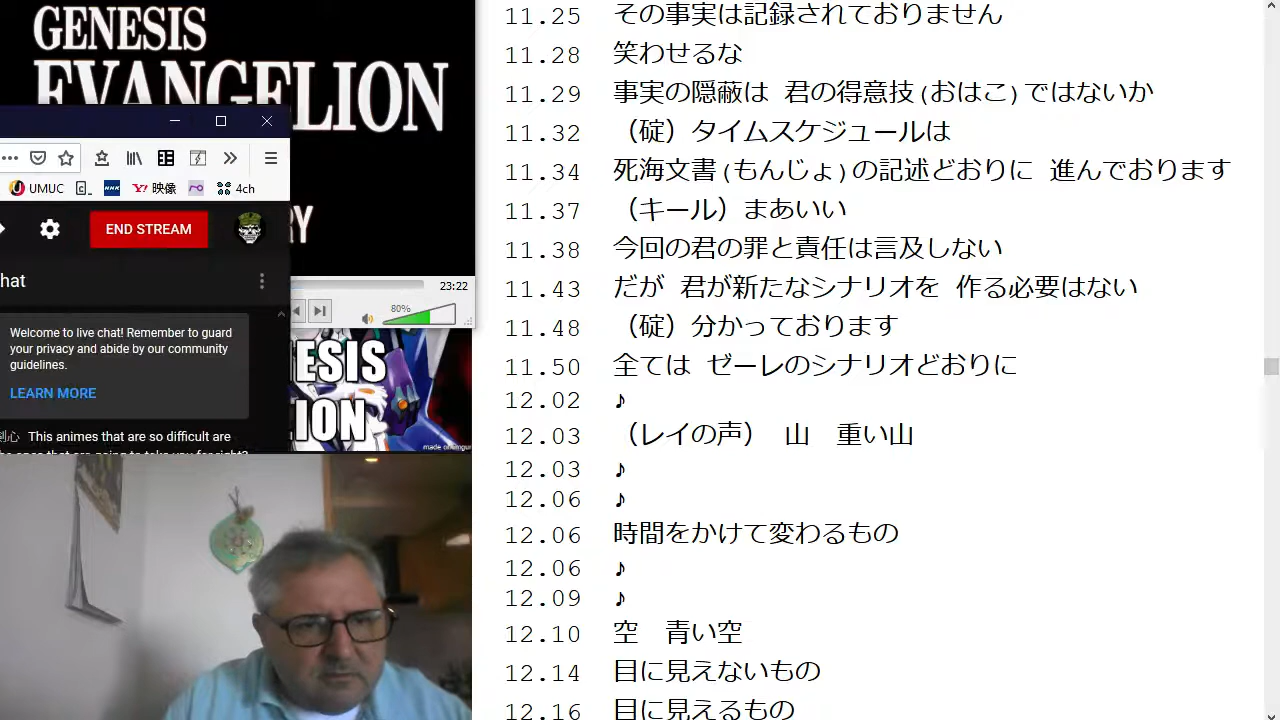 GENESIS
EVANGELION
RY
UMUC
映像
4ch
END STREAM
hat
23:22
80%
Welcome to live chat! Remember to guard
your privacy and abide by our community
guidelines.
LEARN MORE
剣心 This animes that are so difficult are
ESIS
ION
made on imgur
11.25 その事実は記録されておりません
11.28 笑わせるな
11.29 事実の隠蔽は 君の得意技(おはこ)ではないか
11.32 （碇）タイムスケジュールは
11.34 死海文書(もんじょ)の記述どおりに 進んでおります
11.37 （キール）まあいい
11.38 今回の君の罪と責任は言及しない
11.43 だが 君が新たなシナリオを 作る必要はない
11.48 （碇）分かっております
11.50 全ては ゼーレのシナリオどおりに
12.02 ♪
12.03 （レイの声） 山　重い山
12.03 ♪
12.06 ♪
12.06 時間をかけて変わるもの
12.06 ♪
12.09 ♪
12.10 空　青い空
12.14 目に見えないもの
12.16 目に見えるもの